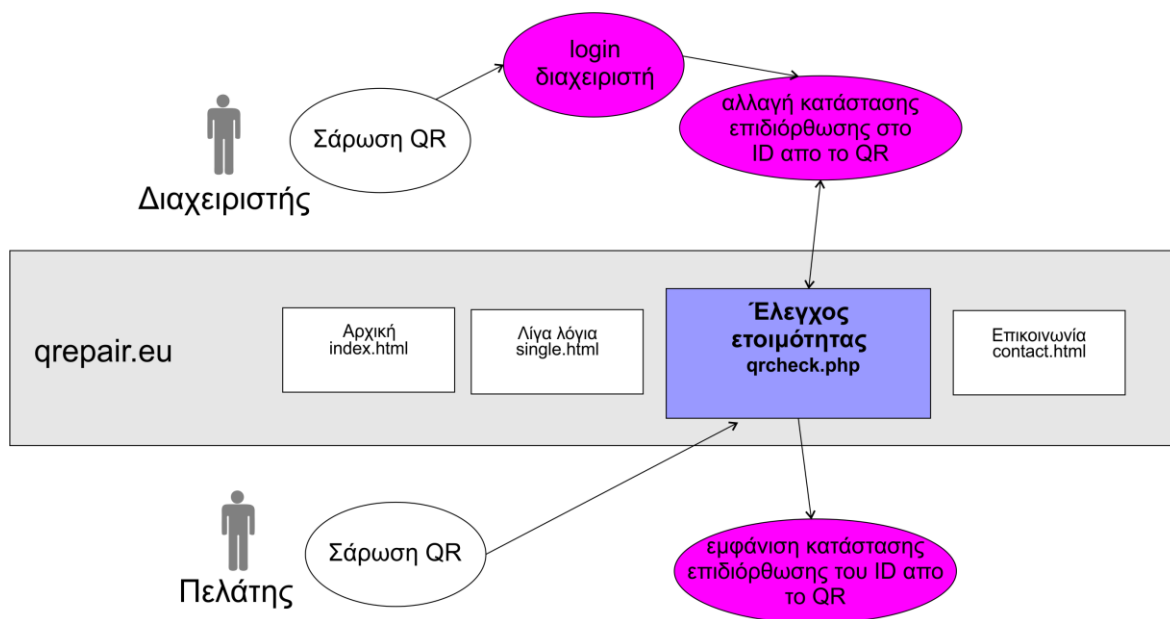 login
διαχειριστή
αλλαγή κατάστασης
επιδιόρθωσης στο
ID απο το QR
Σάρωση QR
Διαχειριστής
qrepair.eu
Αρχική
index.html
Λίγα λόγια
single.html
Έλεγχος
ετοιμότητας
qrcheck.php
Επικοινωνία
contact.html
Σάρωση QR
Πελάτης
εμφάνιση κατάστασης
επιδιόρθωσης του ID απο
το QR